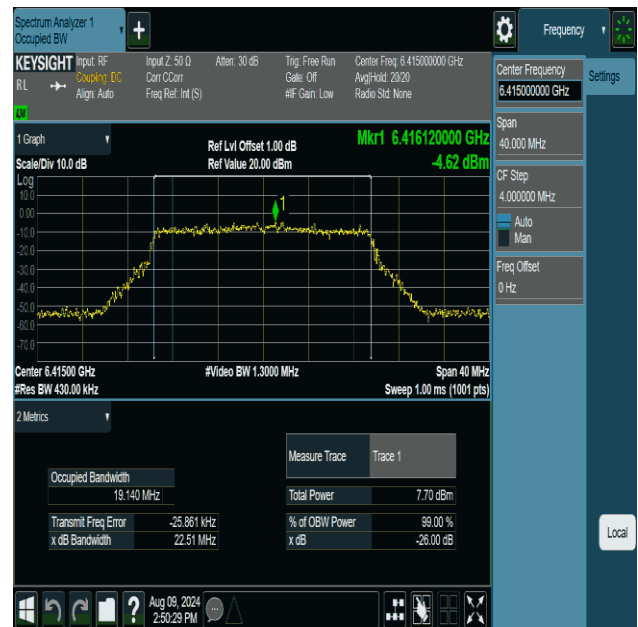 Spectrum Analyzer 1
Occupied BW
+
Frequency
KEYSIGHT Input: RF
RL
Coupling: DC
Align: Auto
Input Z: 50 Ω
Corr CCorr
Freq Ref: Int (S)
Atten: 30 dB
Trig: Free Run
Gate: Off
#IF Gain: Low
Center Freq: 6.415000000 GHz
Avg|Hold: 20/20
Radio Std: None
Center Frequency
6.415000000 GHz
Settings
Span
40.000 MHz
CF Step
4.000000 MHz
Auto
Man
Freq Offset
0 Hz
1 Graph
Scale/Div 10.0 dB
Ref Lvl Offset 1.00 dB
Ref Value 20.00 dBm
Mkr1 6.416120000 GHz
-4.62 dBm
Log
10.0
0.00
-10.0
-20.0
-30.0
-40.0
-50.0
-60.0
-70.0
1
Center 6.41500 GHz
#Video BW 1.3000 MHz
Span 40 MHz
#Res BW 430.00 kHz
Sweep 1.00 ms (1001 pts)
2 Metrics
Measure Trace Trace 1
Occupied Bandwidth
19.140 MHz
Total Power 7.70 dBm
Transmit Freq Error -25.861 kHz
% of OBW Power 99.00 %
x dB Bandwidth 22.51 MHz
x dB -26.00 dB
Local
?
Aug 09, 2024
2:50:29 PM